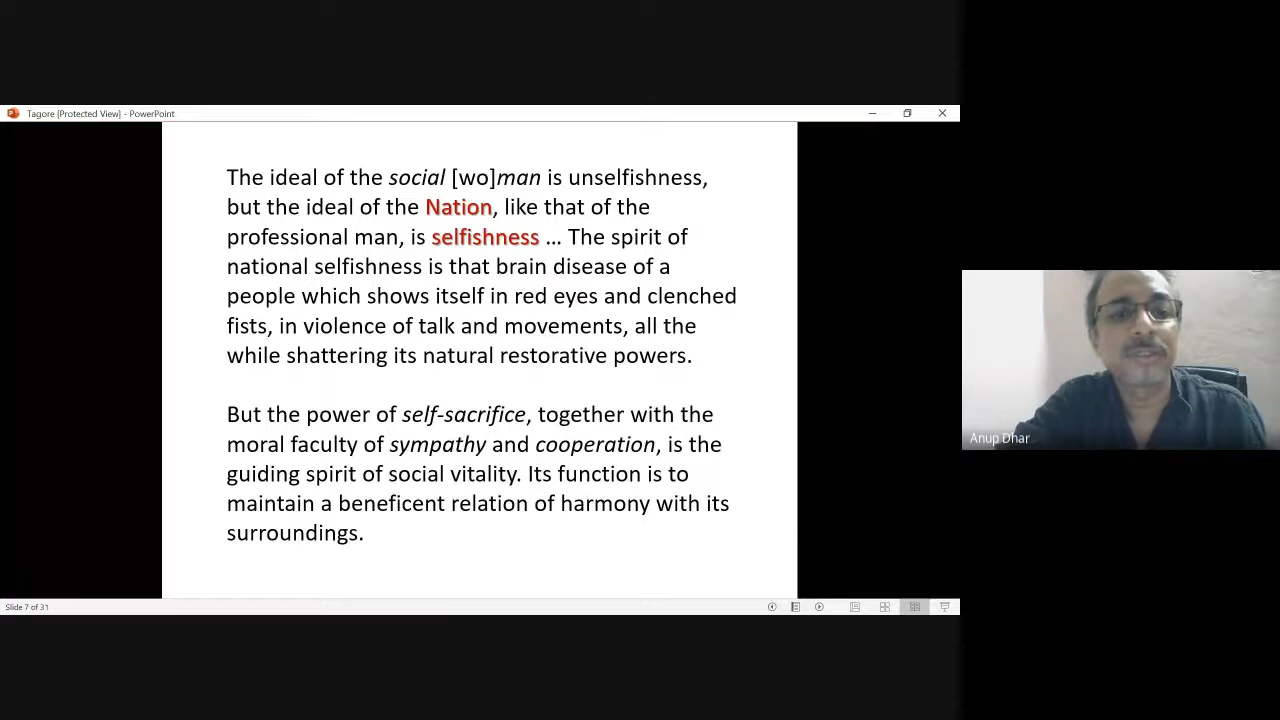 Tagore [Protected View] - PowerPoint
The ideal of the social [wo]man is unselfishness,
but the ideal of the Nation, like that of the
professional man, is selfishness ... The spirit of
national selfishness is that brain disease of a
people which shows itself in red eyes and clenched
fists, in violence of talk and movements, all the
while shattering its natural restorative powers.
But the power of self-sacrifice, together with the
moral faculty of sympathy and cooperation, is the
guiding spirit of social vitality. Its function is to
maintain a beneficent relation of harmony with its
surroundings.
Slide 7 of 31
Anup Dhar